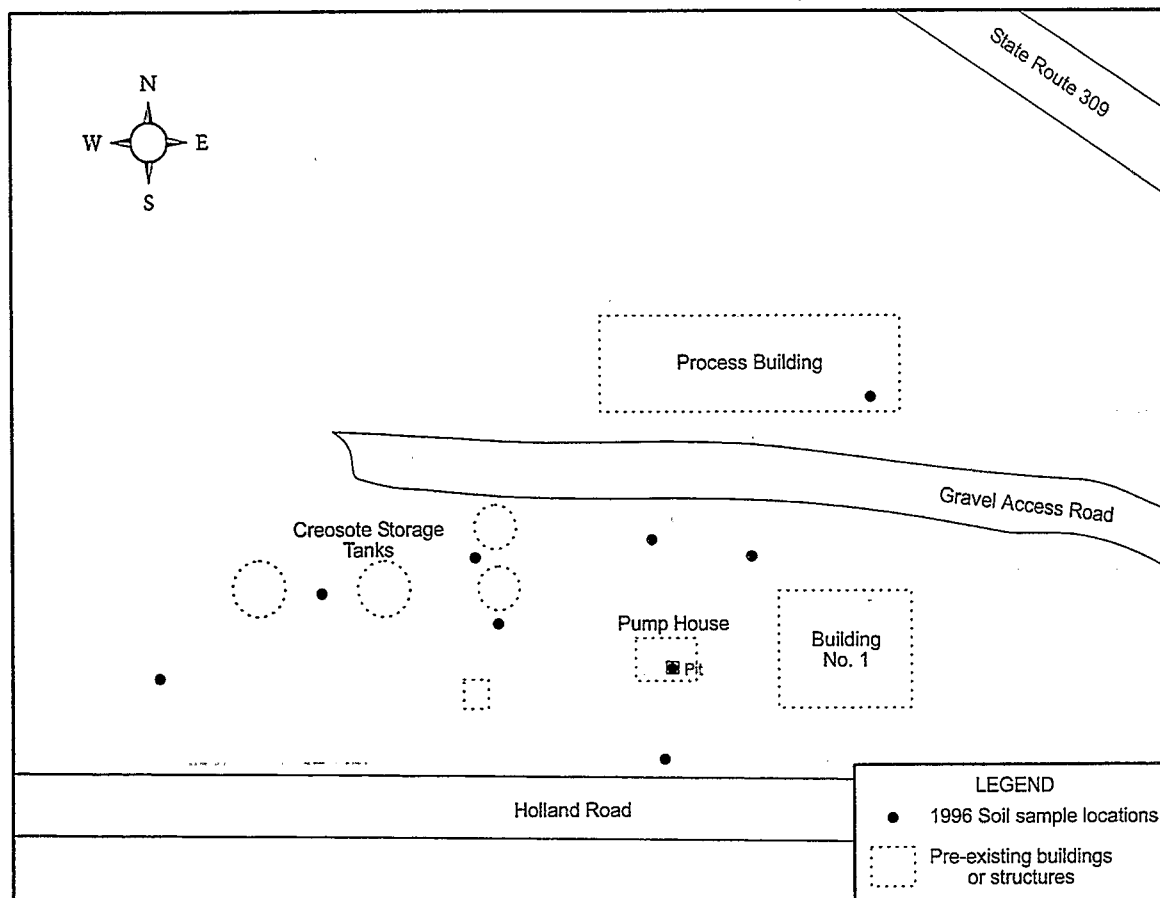 State Route 309
N
W E
S
Process Building
Gravel Access Road
Creosote Storage
Tanks
Pump House
Pit
Building
No. 1
Holland Road
LEGEND
1996 Soil sample locations
Pre-existing buildings
or structures